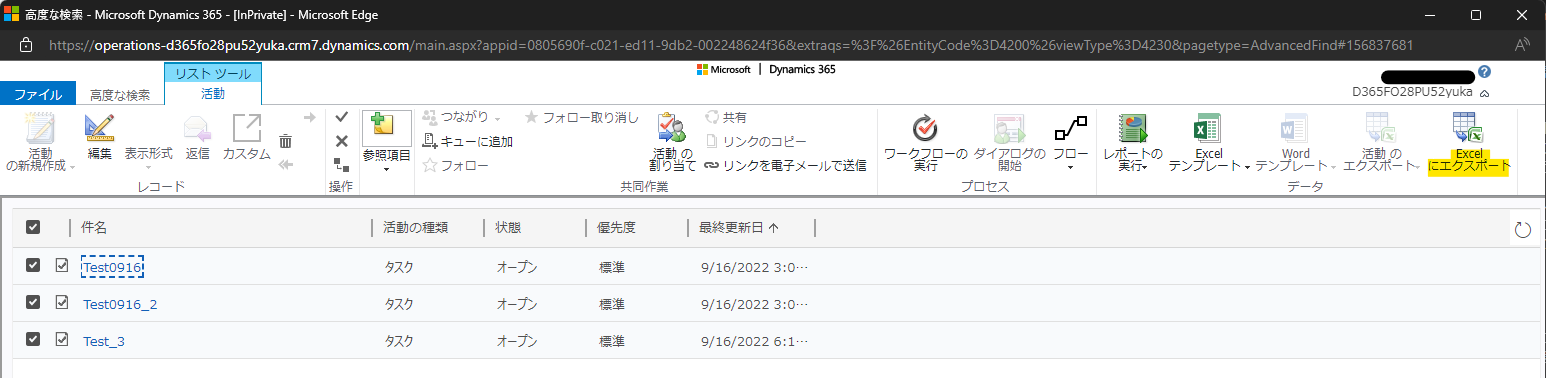 高度な検索 - Microsoft Dynamics 365 - [InPrivate] - Microsoft Edge
https://operations-d365fo28pu52yuka.crm7.dynamics.com/main.aspx?appid=0805690f-c021-ed11-9db2-002248624f36&extraqs=%3F%26EntityCode%3D4200%26viewType%3D4230&pagetype=AdvancedFind#156837681
A
リスト ツール
Microsoft | Dynamics 365
?
ファイル
高度な検索
活動
D365FO28PU52yuka
活動
の新規作成
編集
表示形式
返信
カスタム
レコード
操作
参照項目
つながり
キューに追加
フォロー
フォロー取り消し
活動 の
割り当て
共有
リンクのコピー
リンクを電子メールで送信
共同作業
ワークフローの
実行
ダイアログの
開始
フロー
プロセス
レポートの
実行
Excel
テンプレート
Word
テンプレート
活動 の
エクスポート
Excel
にエクスポート
データ
件名 活動の種類 状態 優先度 最終更新日
Test0916 タスク オープン 標準 9/16/2022 3:0…
Test0916_2 タスク オープン 標準 9/16/2022 3:0…
Test_3 タスク オープン 標準 9/16/2022 6:1…